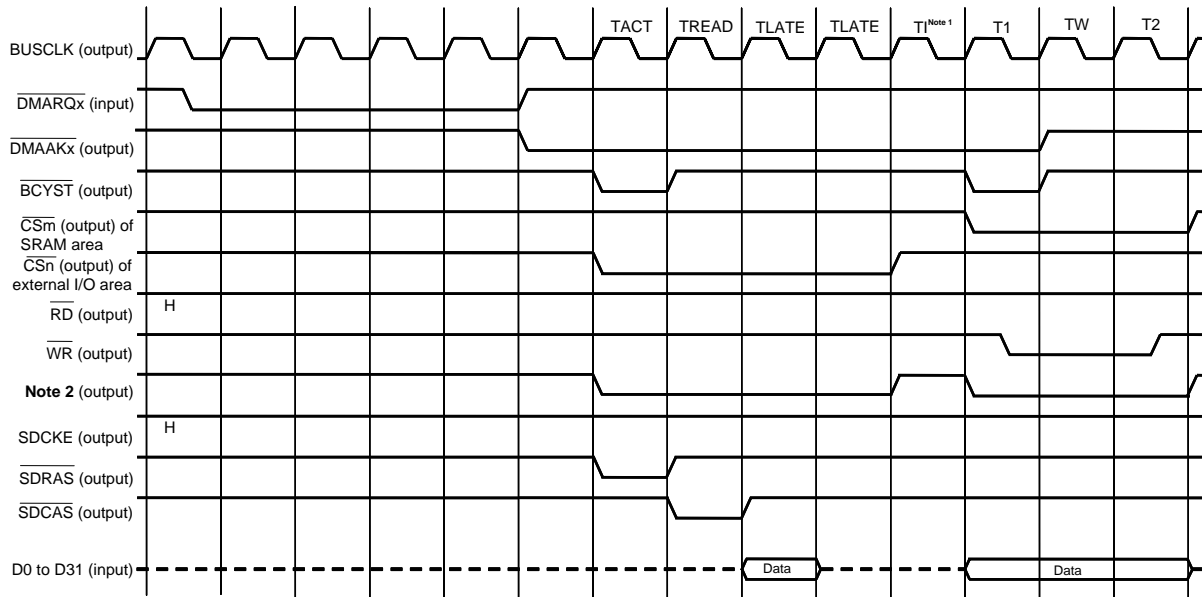 TACT TREAD TLATE TLATE TI Note 1 T1 TW T2
BUSCLK (output)
DMARQx (input)
DMAAKx (output)
BCYST (output)
CSm (output) of
SRAM area
CSn (output) of
external I/O area
H
RD (output)
WR (output)
Note 2 (output)
H
SDCKE (output)
SDRAS (output)
SDCAS (output)
D0 to D31 (input) Data Data